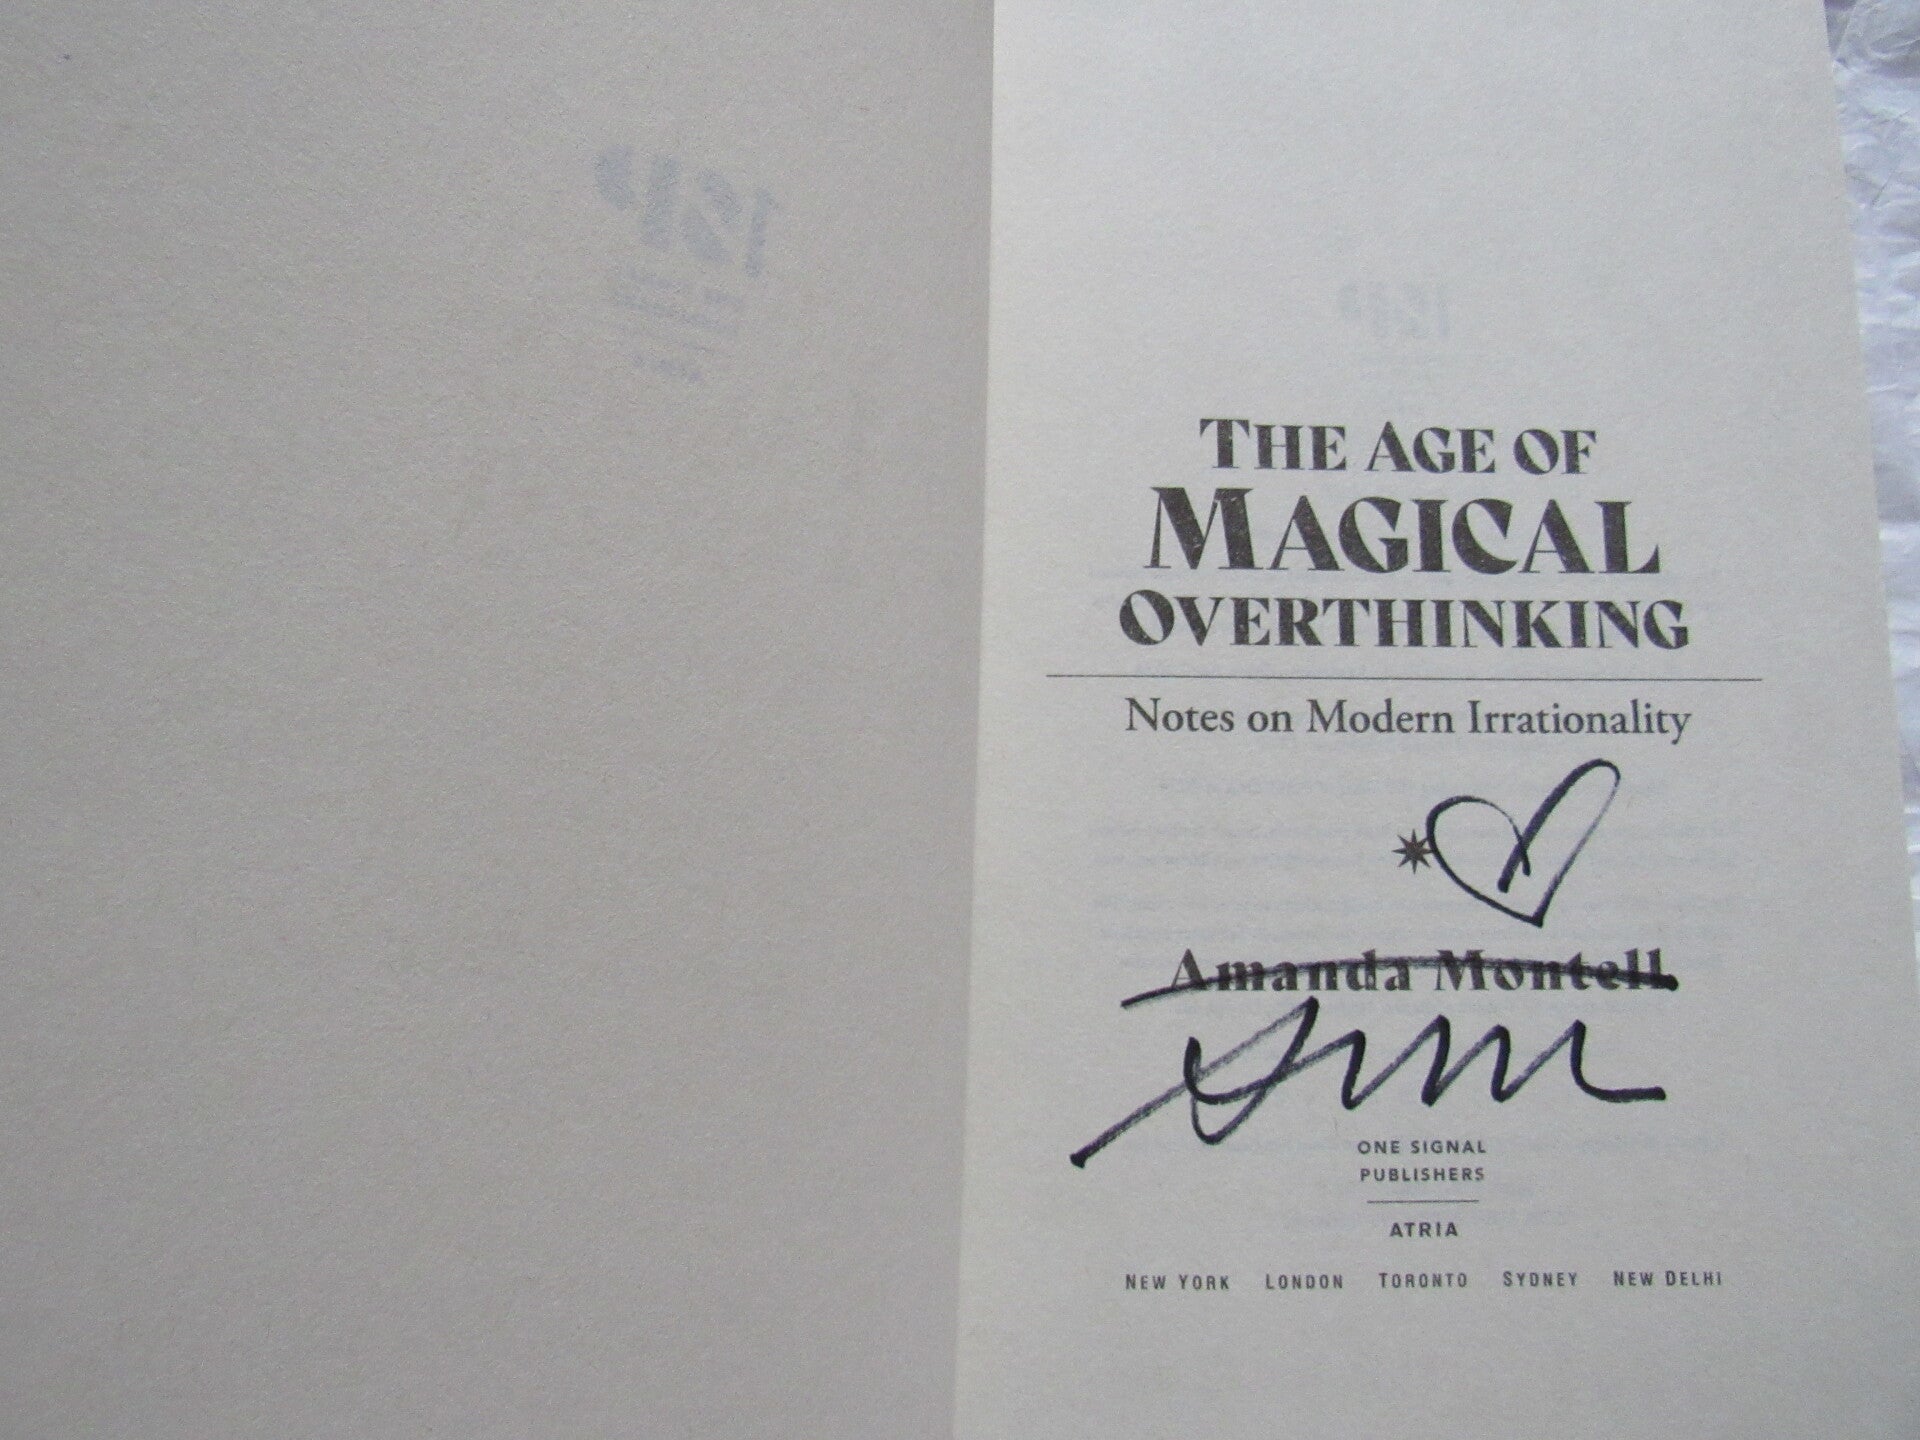 THE AGE OF
MAGICAL
OVERTHINKING
Notes on Modern Irrationality
Amanda Montell
ONE SIGNAL
PUBLISHERS
ATRIA
NEW YORK LONDON TORONTO SYDNEY NEW DELHI